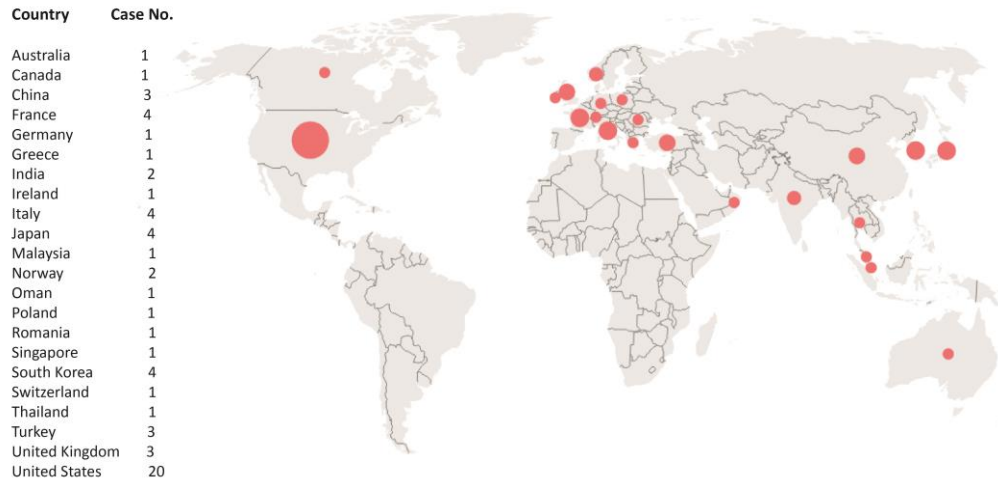 Country Case No.
Australia 1
Canada 1
China 3
France 4
Germany 1
Greece 1
India 2
Ireland 1
Italy 4
Japan 4
Malaysia 1
Norway 2
Oman 1
Poland 1
Romania 1
Singapore 1
South Korea 4
Switzerland 1
Thailand 1
Turkey 3
United Kingdom 3
United States 20